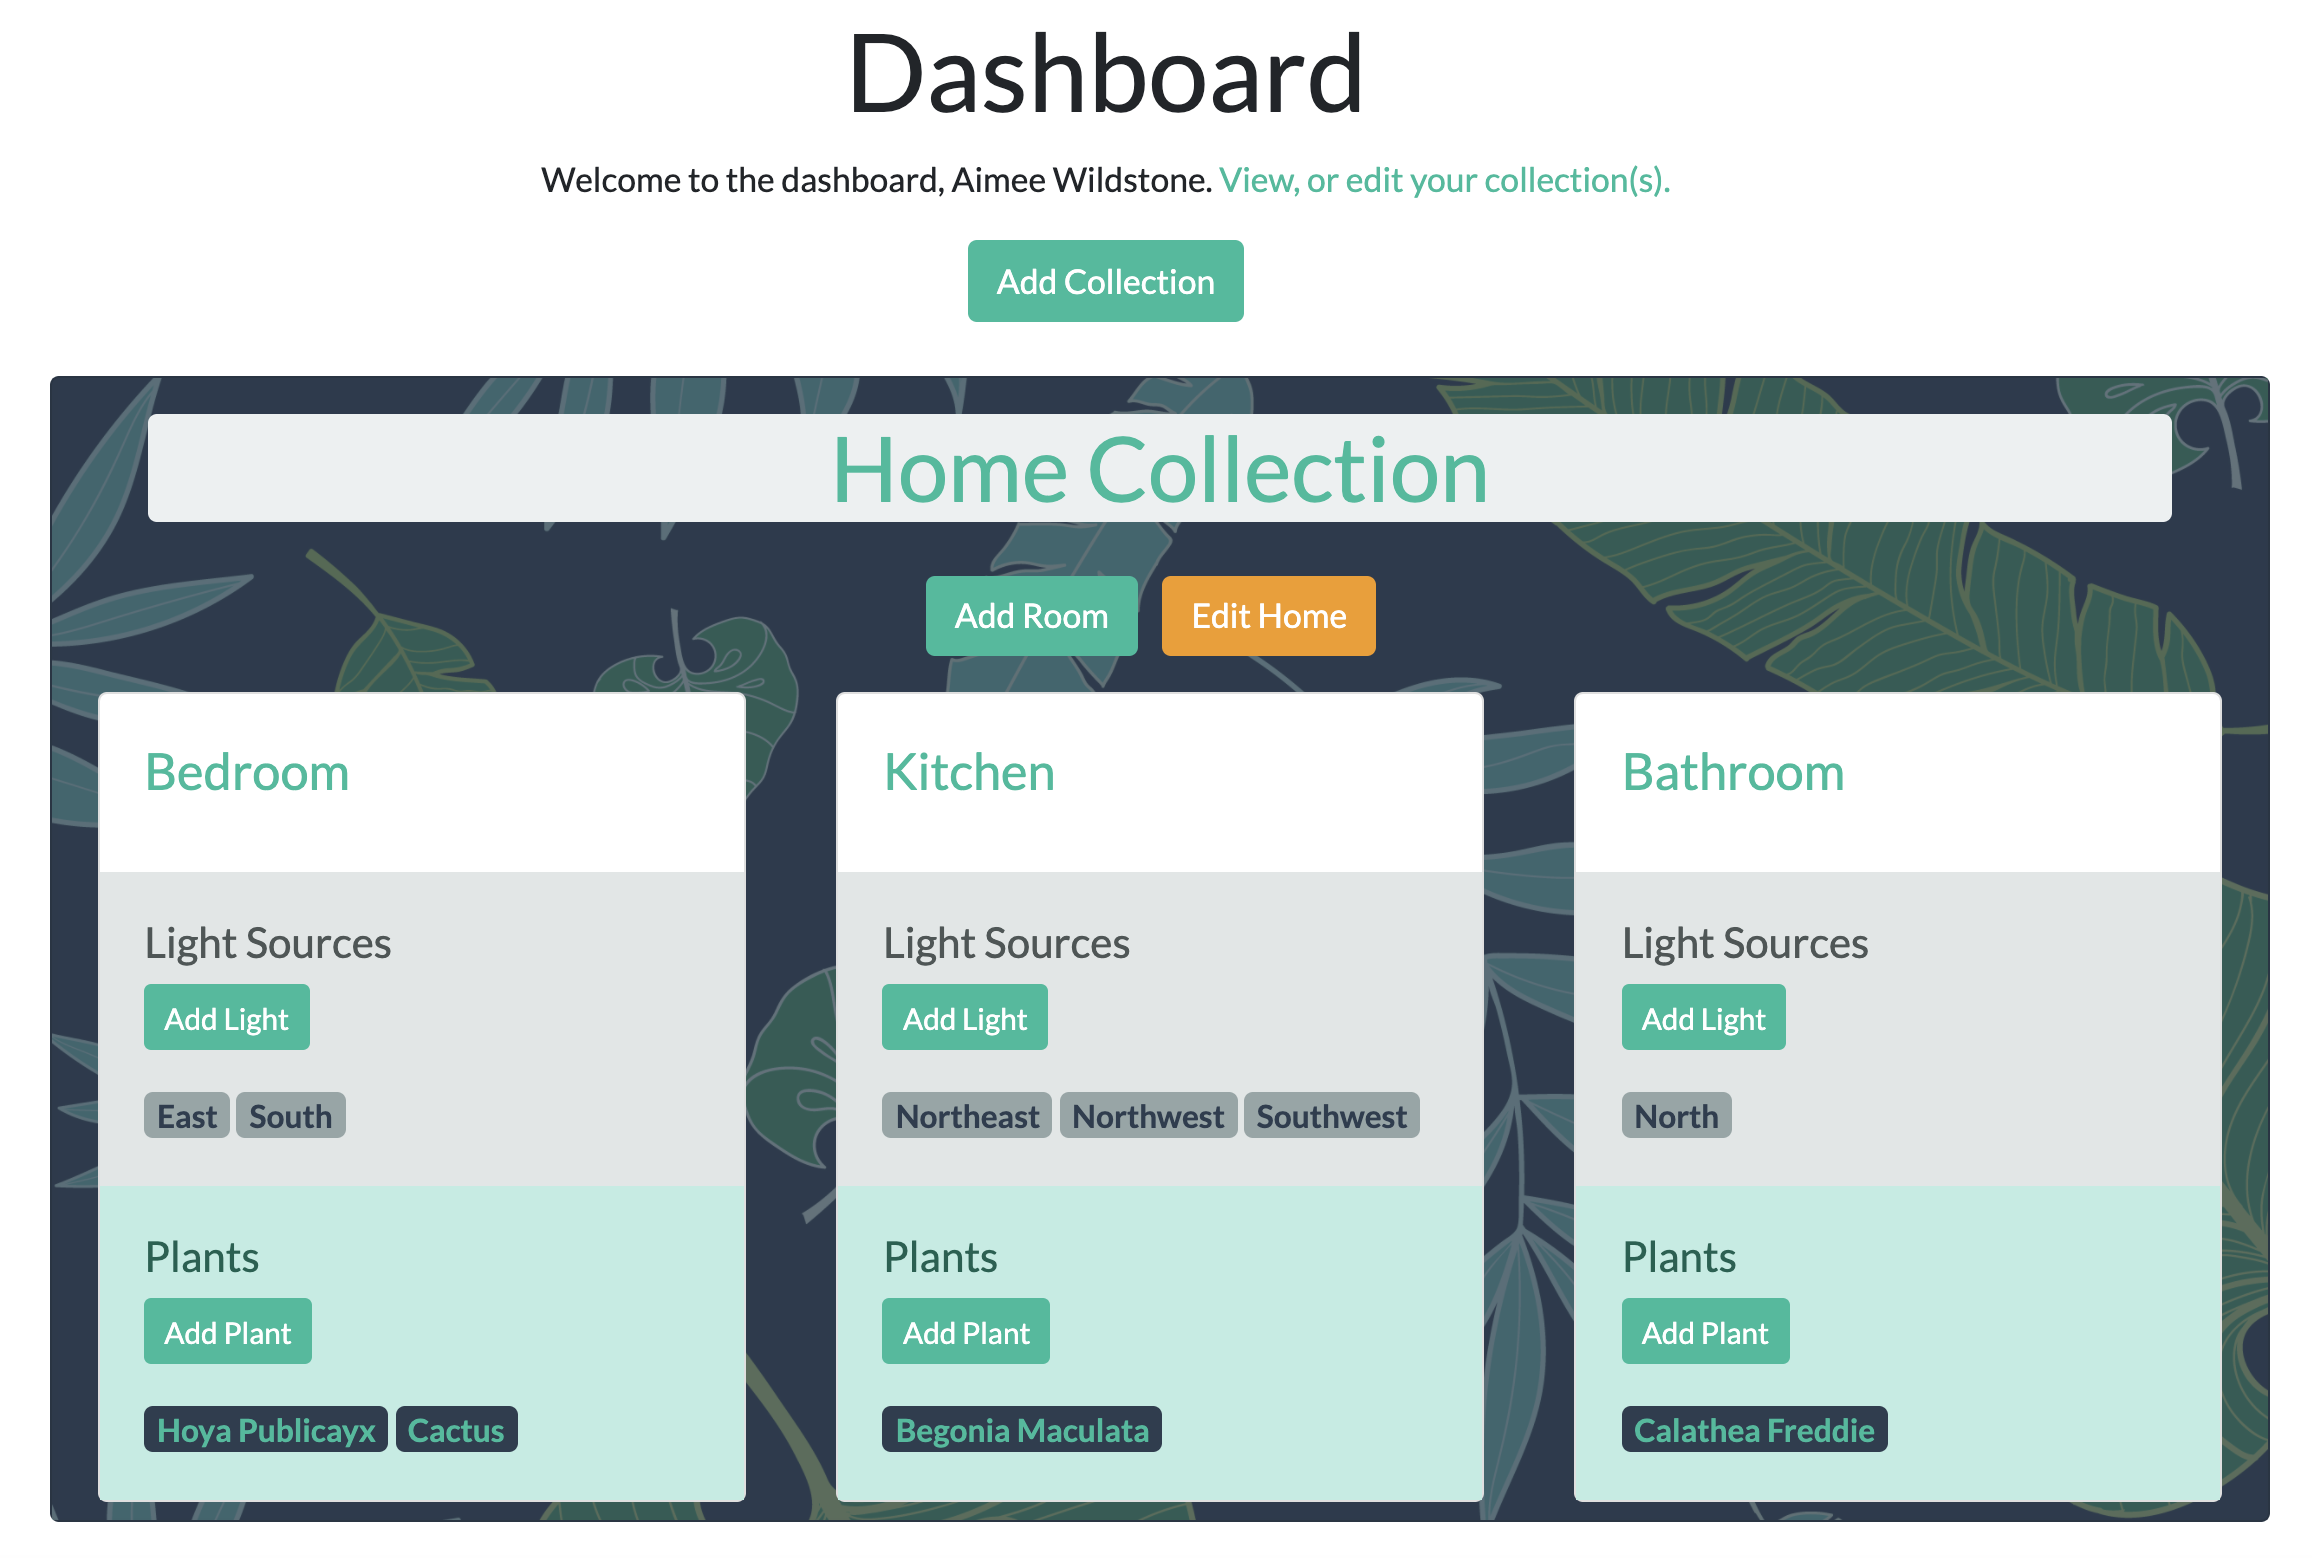 Dashboard
Welcome to the dashboard, Aimee Wildstone. View, or edit your collection(s).
Add Collection
Home Collection
Add Room Edit Home
Bedroom
Light Sources
Add Light
East South
Plants
Add Plant
Hoya Publicayx Cactus
Kitchen
Light Sources
Add Light
Northeast Northwest Southwest
Plants
Add Plant
Begonia Maculata
Bathroom
Light Sources
Add Light
North
Plants
Add Plant
Calathea Freddie